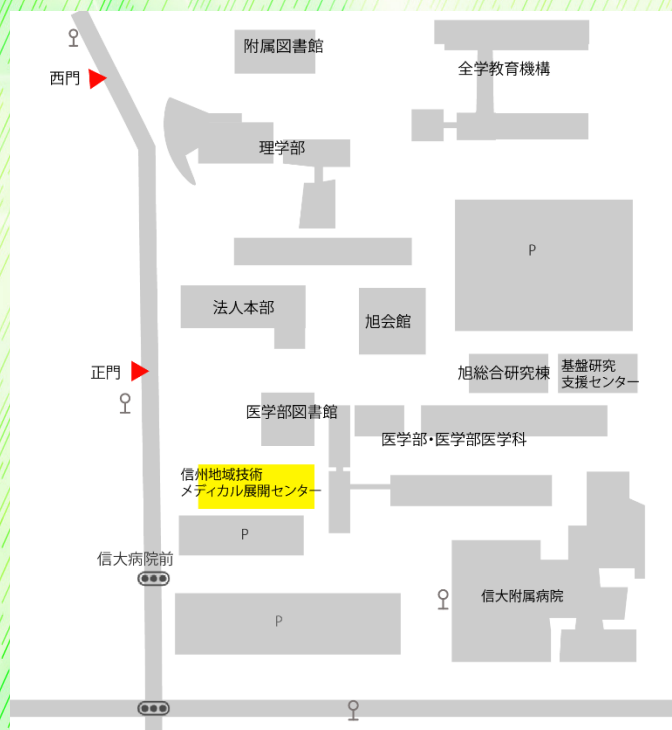 附属図書館
全学教育機構
西門
理学部
P
法人本部
旭会館
正門
旭総合研究棟
基盤研究
支援センター
医学部図書館
医学部・医学部医学科
信州地域技術
メディカル展開センター
P
信大病院前
信大附属病院
P